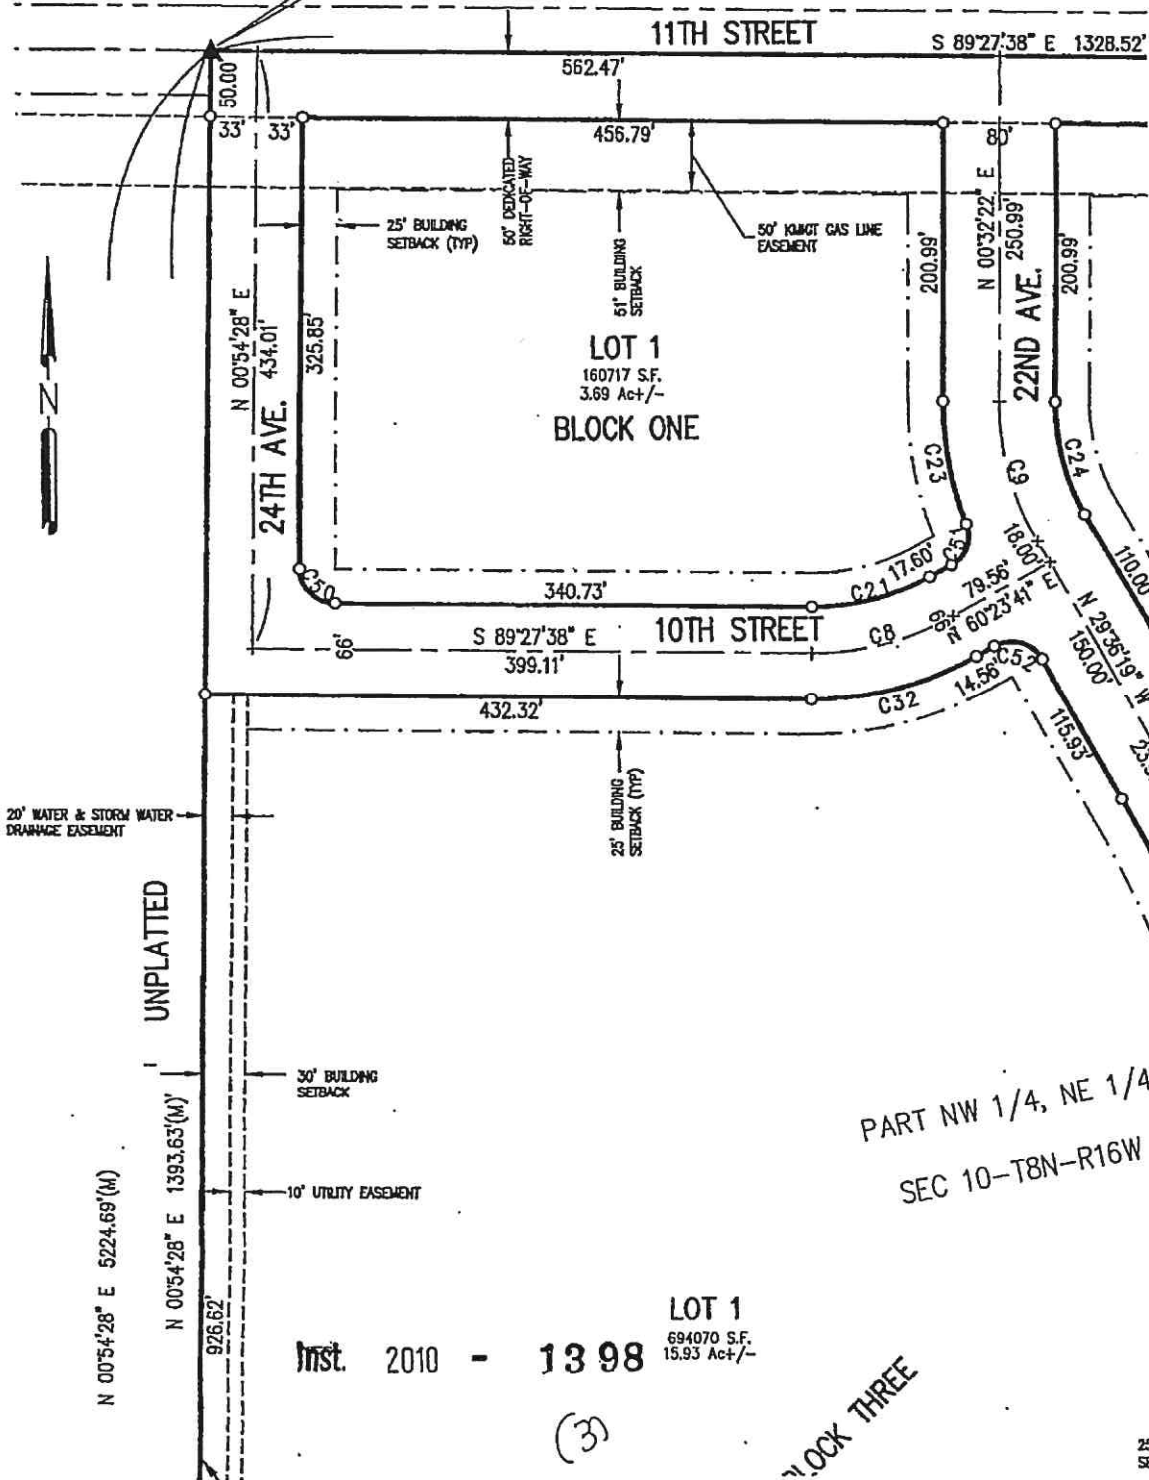 11TH STREET
S 89°27'38" E 1328.52'
562.47'
50.00
33'
33'
456.79'
80'
50' DEDICATED
RIGHT-OF-WAY
25' BUILDING
SETBACK (TYP)
50' KM&GT GAS LINE
EASEMENT
51' BUILDING
SETBACK
N 00°54'28" E
434.01'
24TH AVE.
325.85'
LOT 1
160717 S.F.
3.69 Ac+/-
BLOCK ONE
200.99'
N 00°32'22" E
250.99'
22ND AVE.
200.99'
C23
C9
C24
N
C50
340.73'
C21
17.60'
C51
18.00'
110.00
79.56'
N 60°23'41" E
66'
C8
S 89°27'38" E
10TH STREET
399.11'
66'
N 29°36'19" W
150.00'
C32
14.56'
C52
115.93'
432.32'
25' BUILDING
SETBACK (TYP)
20' WATER & STORM WATER
DRAINAGE EASEMENT
UNPLATTED
30' BUILDING
SETBACK
PART NW 1/4, NE 1/4
SEC 10-T8N-R16W
10' UTILITY EASEMENT
N 00°54'28" E 5224.69'(M)
N 00°54'28" E 1393.63'(M)'
926.62'
LOT 1
694070 S.F.
15.93 Ac+/-
Inst. 2010 - 1398
(3)
BLOCK THREE